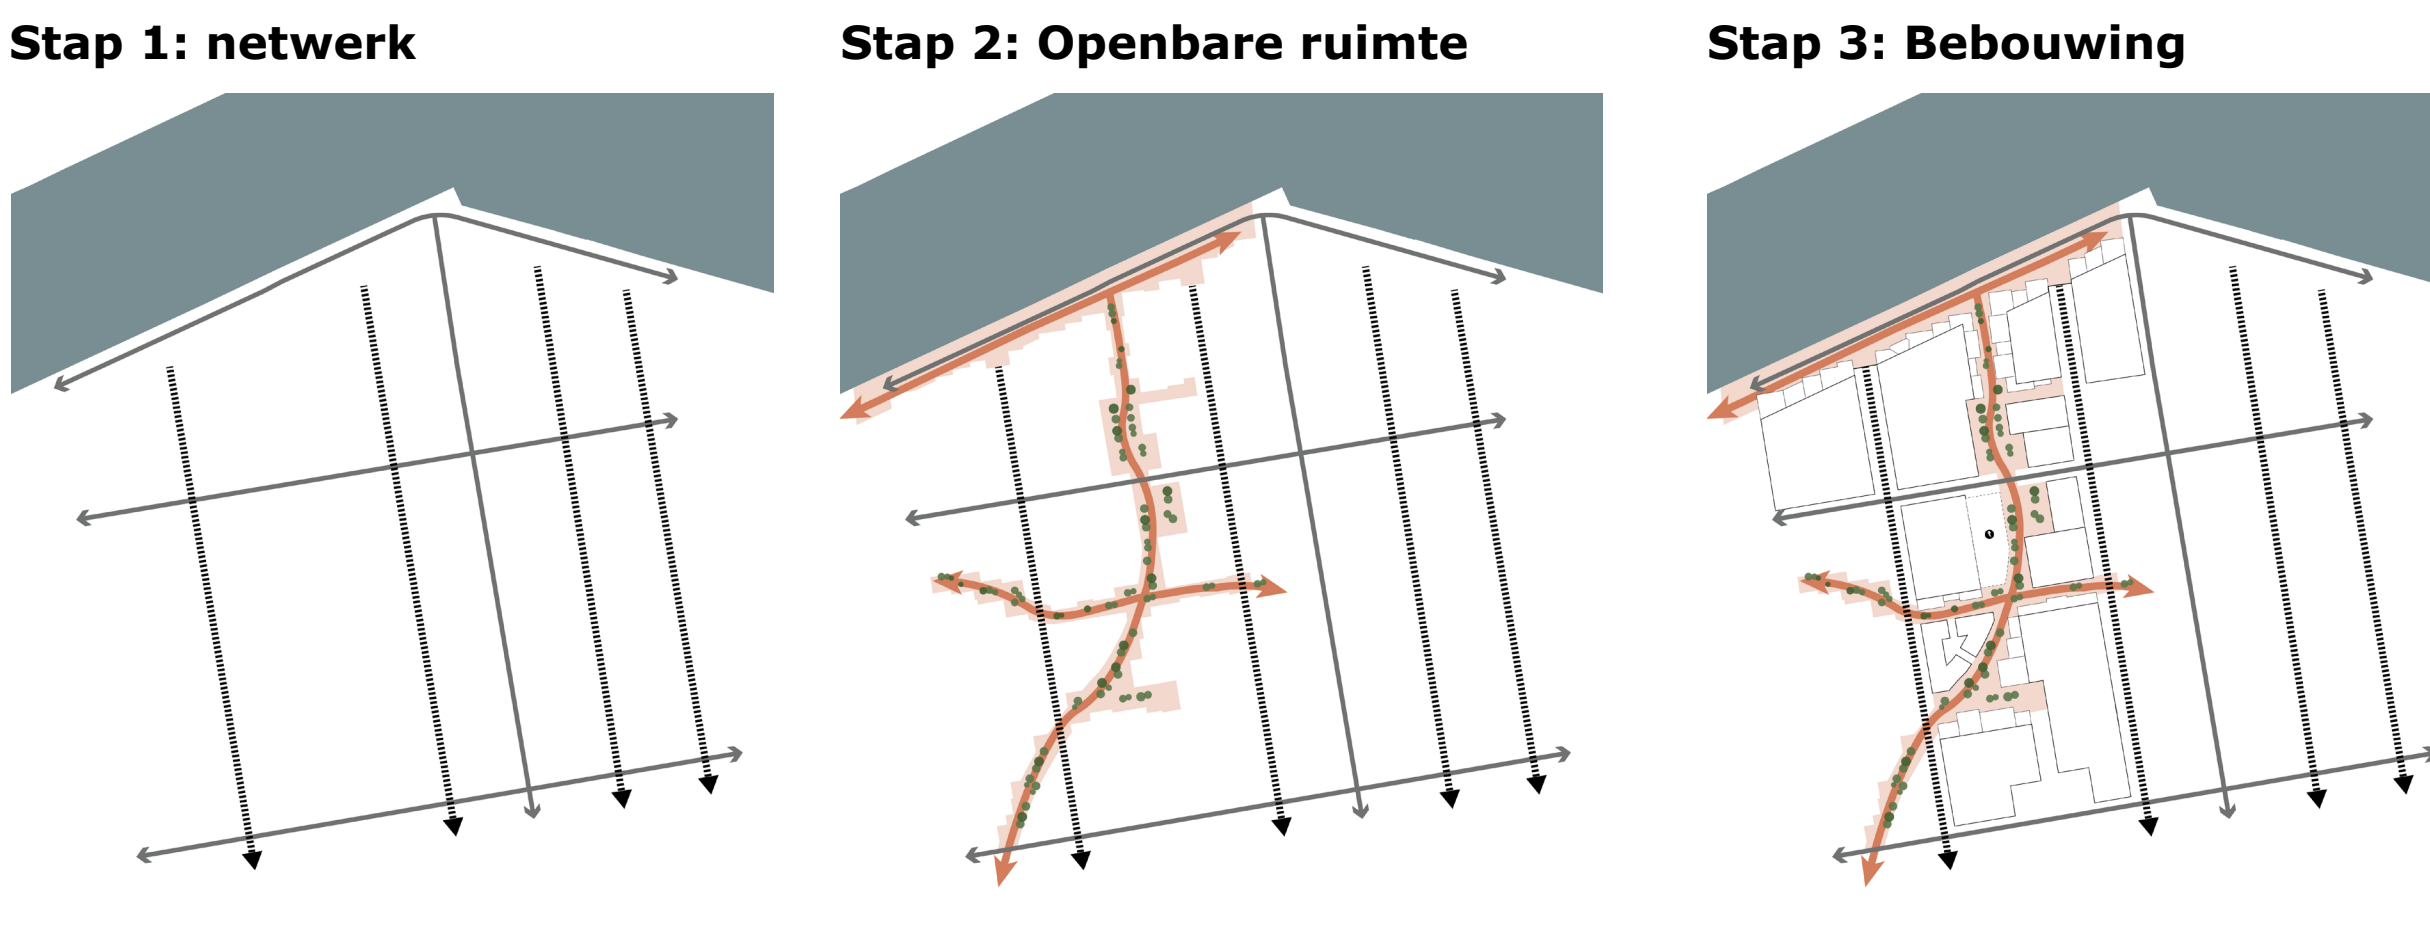 Stap 1: netwerk
Stap 2: Openbare ruimte
Stap 3: Bebouwing